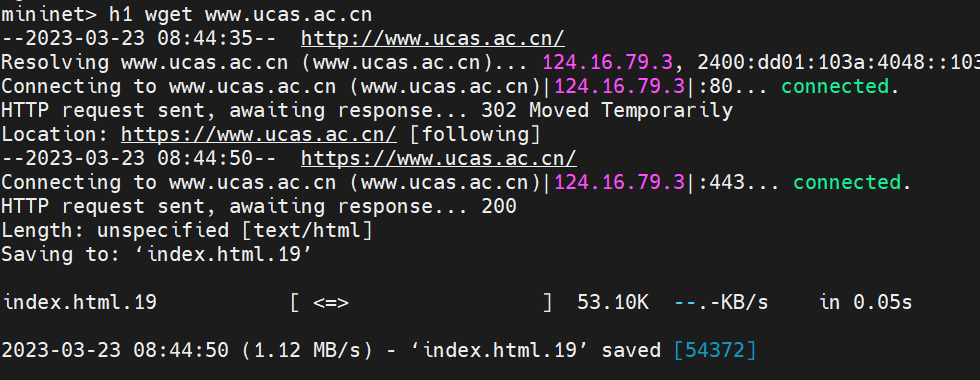 mininet> h1 wget www.ucas.ac.cn
--2023-03-23 08:44:35--  http://www.ucas.ac.cn/
Resolving www.ucas.ac.cn (www.ucas.ac.cn)... 124.16.79.3, 2400:dd01:103a:4048::103
Connecting to www.ucas.ac.cn (www.ucas.ac.cn)|124.16.79.3|:80... connected.
HTTP request sent, awaiting response... 302 Moved Temporarily
Location: https://www.ucas.ac.cn/ [following]
--2023-03-23 08:44:50--  https://www.ucas.ac.cn/
Connecting to www.ucas.ac.cn (www.ucas.ac.cn)|124.16.79.3|:443... connected.
HTTP request sent, awaiting response... 200
Length: unspecified [text/html]
Saving to: ‘index.html.19’
index.html.19           [ <=>                ]  53.10K  --.-KB/s    in 0.05s
2023-03-23 08:44:50 (1.12 MB/s) - ‘index.html.19’ saved [54372]